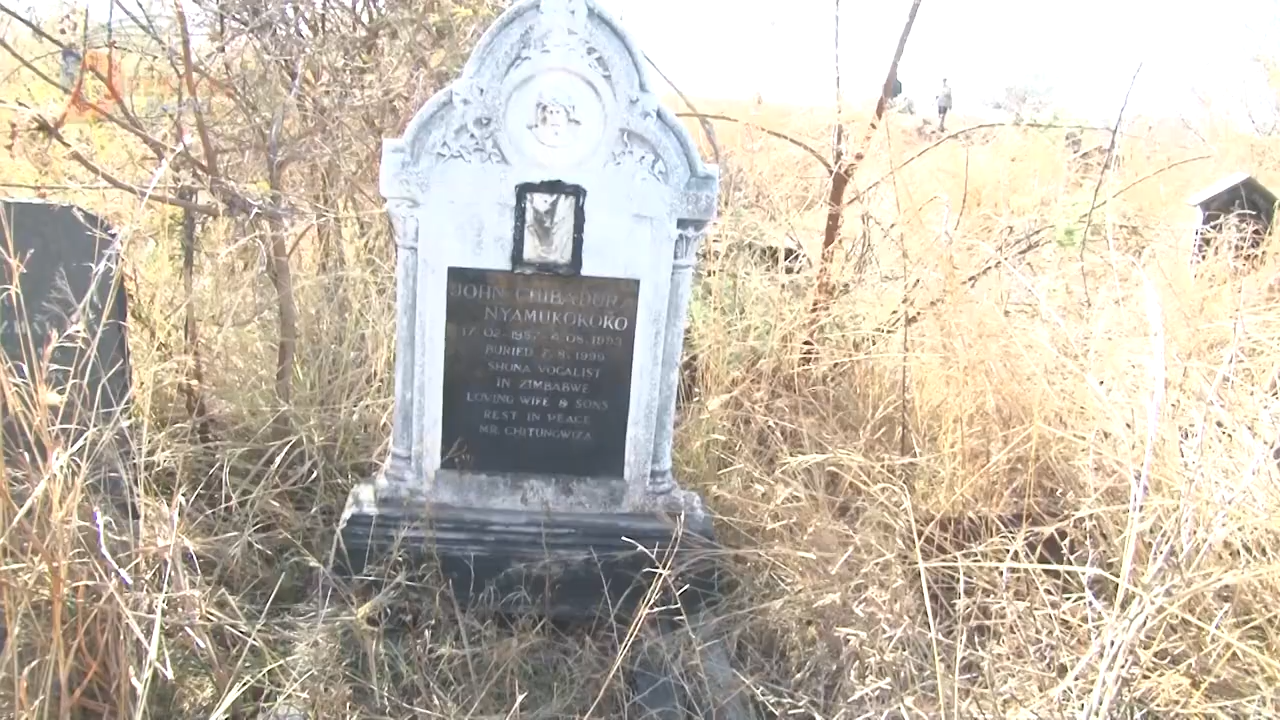 JOHN CHIBADURA
NYAMUKOKOKO
17-02-1957-4.08.1999
BURIED 7.8.1999
SHONA VOCALIST
IN ZIMBABWE
LOVING WIFE & SONS
REST IN PEACE
MR CHITUNGWIZA